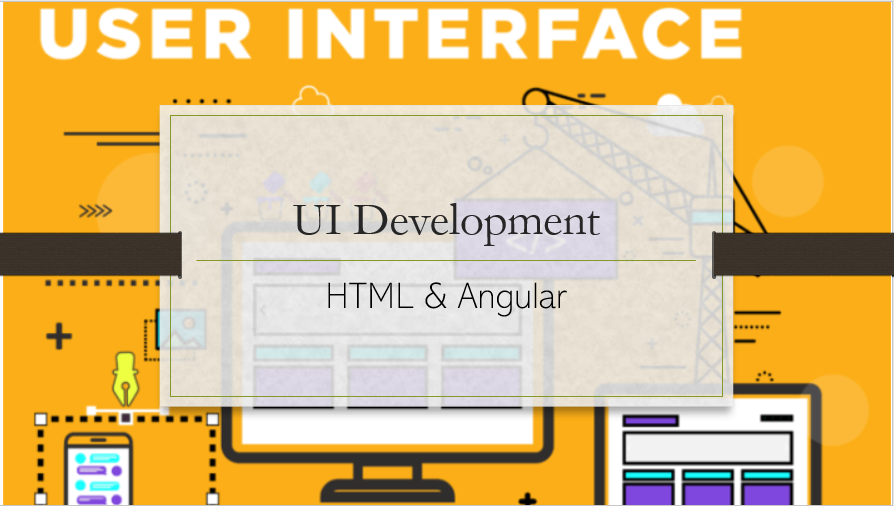 USER INTERFACE
UI Development
</>
HTML & Angular